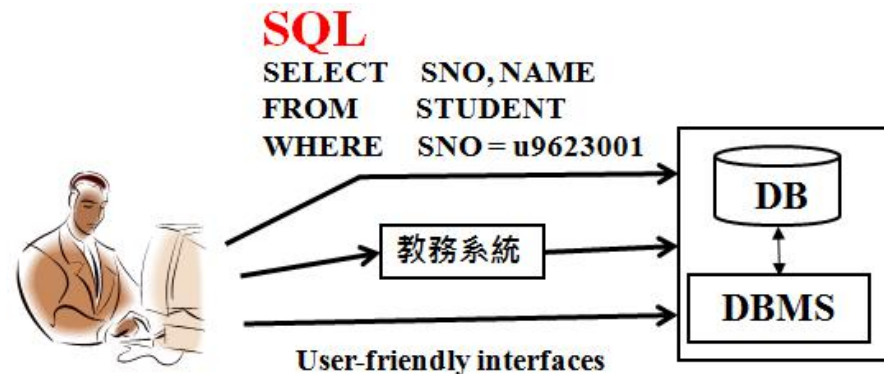 SQL
SELECT SNO, NAME
FROM STUDENT
WHERE SNO = u9623001
DB
教務系統
DBMS
User-friendly interfaces